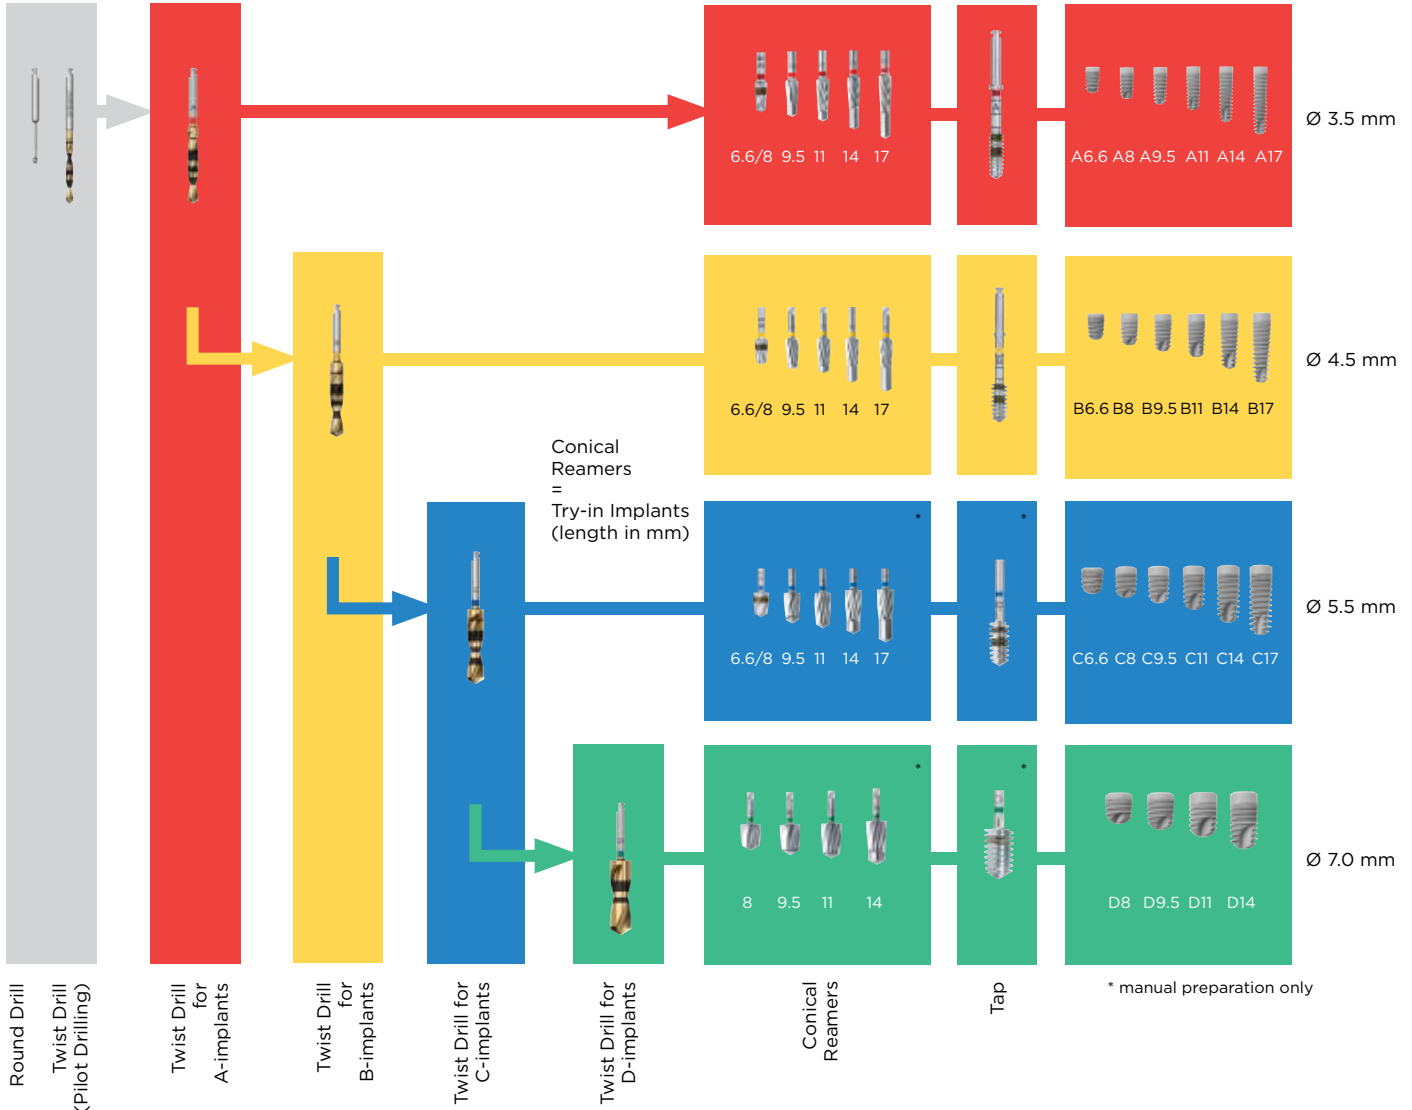 6.6/8 9.5 11 14 17
A6.6 A8 A9.5 A11 A14 A17
Ø 3.5 mm
6.6/8 9.5 11 14 17
B6.6 B8 B9.5 B11 B14 B17
Ø 4.5 mm
Conical
Reamers
=
Try-in Implants
(length in mm)
*
*
6.6/8 9.5 11 14 17
C6.6 C8 C9.5 C11 C14 C17
Ø 5.5 mm
*
*
8 9.5 11 14
D8 D9.5 D11 D14
Ø 7.0 mm
Round Drill
Twist Drill
(Pilot Drilling)
Twist Drill
for
A-implants
Twist Drill
for
B-implants
Twist Drill for
C-implants
Twist Drill for
D-implants
Conical
Reamers
Tap
* manual preparation only